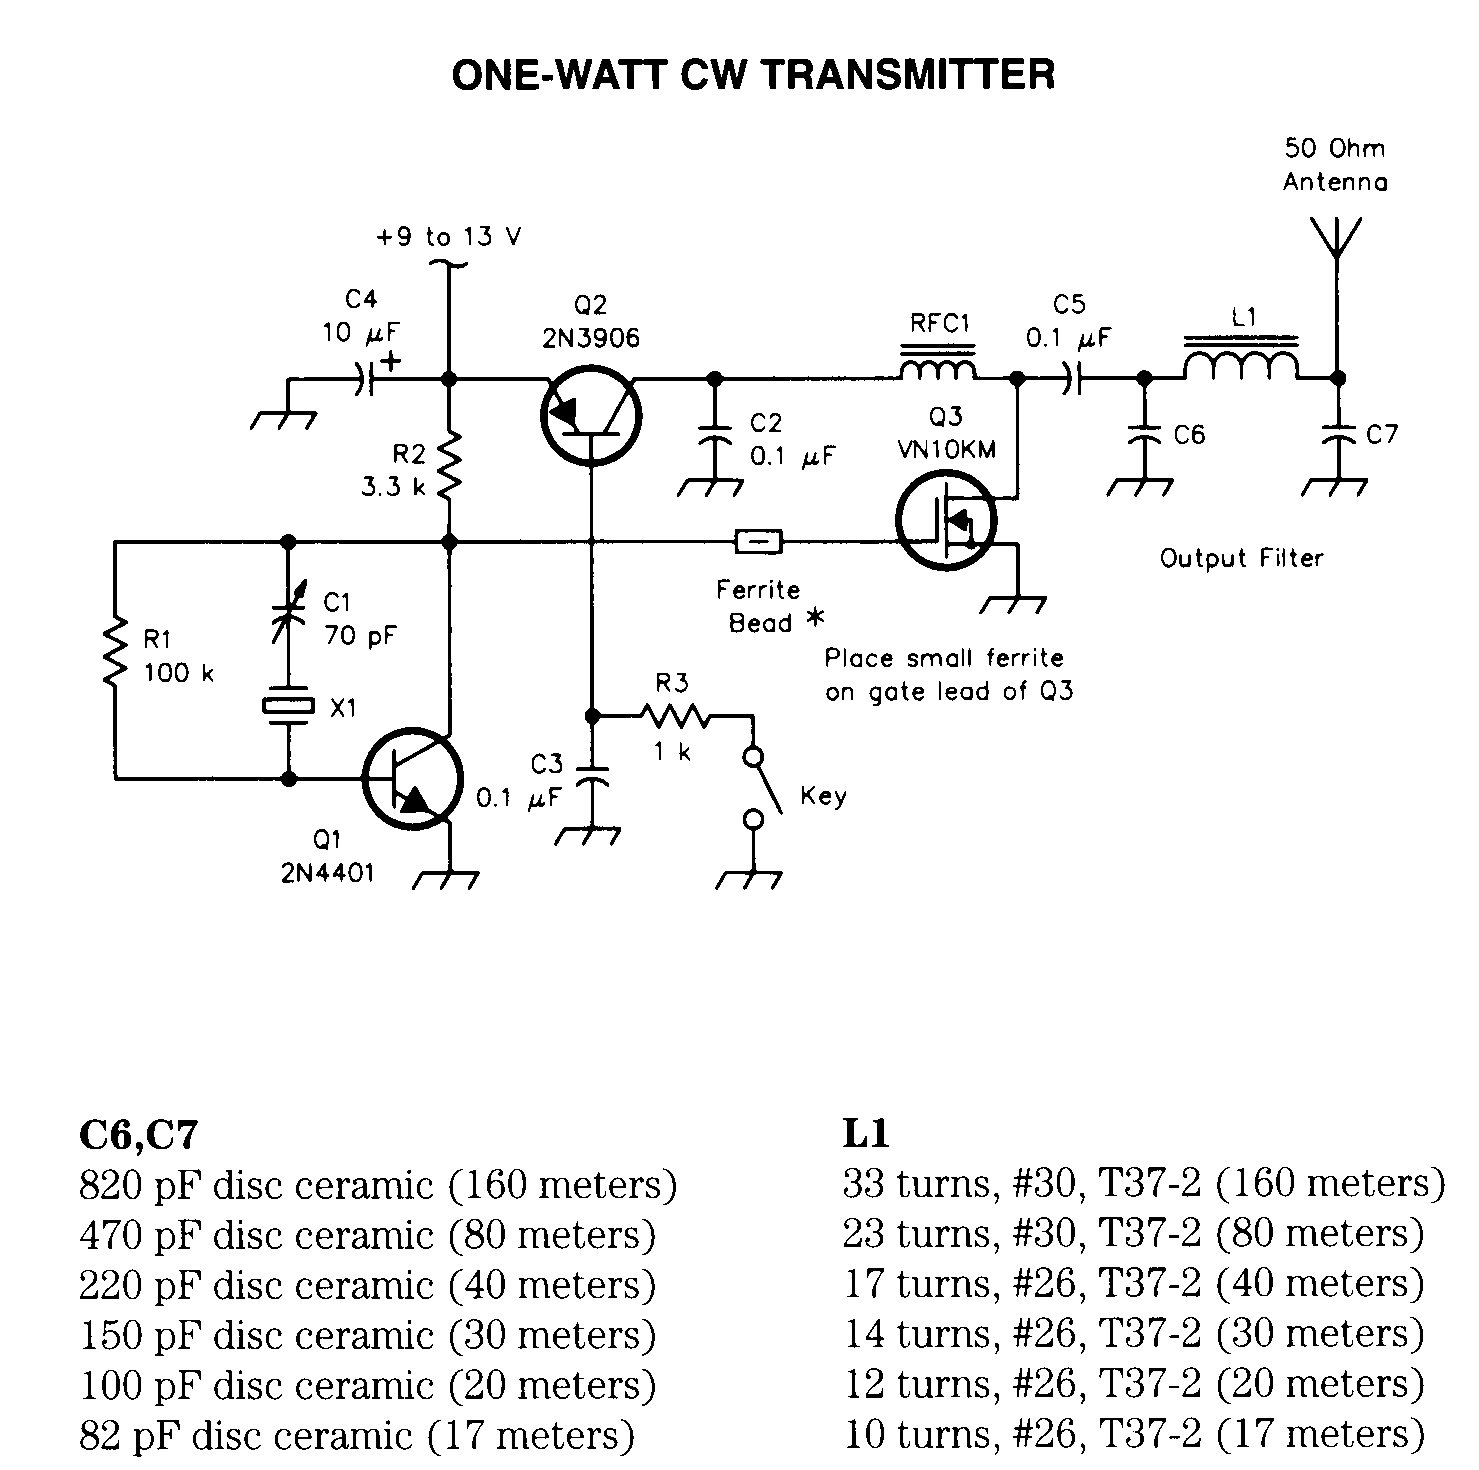 ONE-WATT CW TRANSMITTER
50 Ohm
Antenna
+9 to 13 V
C4
10 µF
+
Q2
2N3906
RFC1
C5
0.1 µF
L1
R2
3.3 k
C2
0.1 µF
Q3
VN10KM
C6
C7
Output Filter
C1
70 pF
R1
100 k
X1
Ferrite
Bead *
Place small ferrite
on gate lead of Q3
R3
1 k
C3
0.1 µF
Key
Q1
2N4401
C6,C7
820 pF disc ceramic (160 meters)
470 pF disc ceramic (80 meters)
220 pF disc ceramic (40 meters)
150 pF disc ceramic (30 meters)
100 pF disc ceramic (20 meters)
82 pF disc ceramic (17 meters)
L1
33 turns, #30, T37-2 (160 meters)
23 turns, #30, T37-2 (80 meters)
17 turns, #26, T37-2 (40 meters)
14 turns, #26, T37-2 (30 meters)
12 turns, #26, T37-2 (20 meters)
10 turns, #26, T37-2 (17 meters)